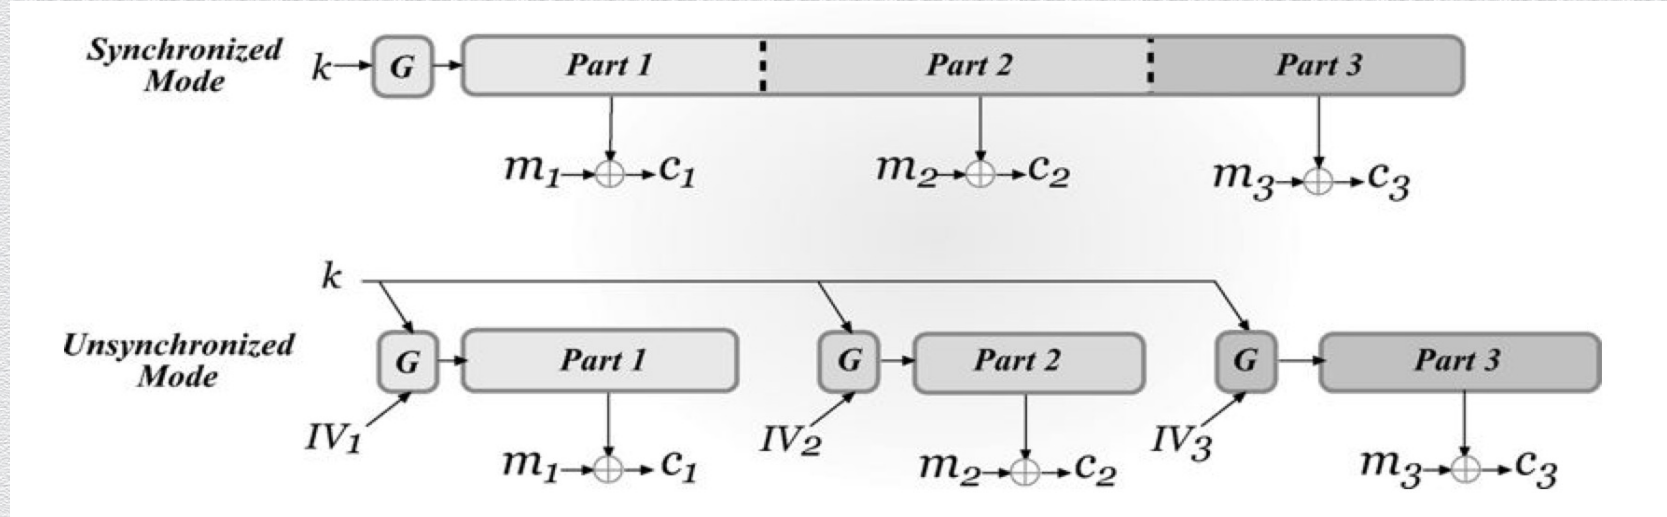 Synchronized
Mode
k G Part 1 Part 2 Part 3
m1 c1 m2 c2 m3 c3
k
Unsynchronized
Mode
G Part 1 G Part 2 G Part 3
IV1 IV2 IV3
m1 c1 m2 c2 m3 c3